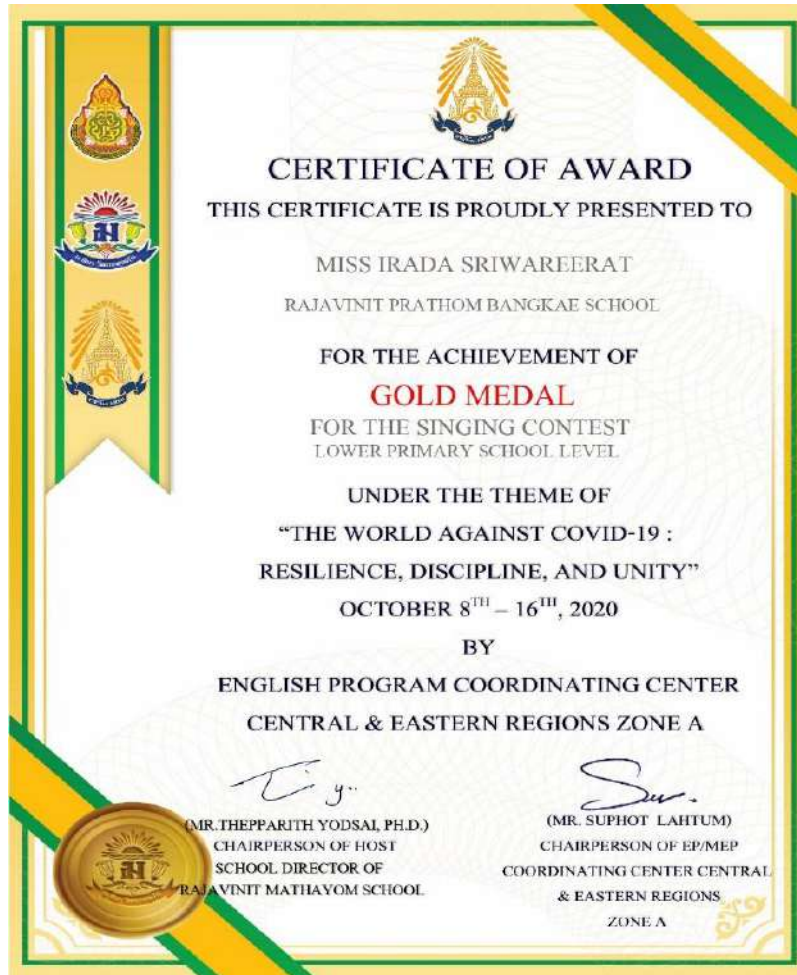 CERTIFICATE OF AWARD
THIS CERTIFICATE IS PROUDLY PRESENTED TO
MISS IRADA SRIWAREERAT
RAJAVINIT PRATHOM BANGKAE SCHOOL
FOR THE ACHIEVEMENT OF
GOLD MEDAL
FOR THE SINGING CONTEST
LOWER PRIMARY SCHOOL LEVEL
UNDER THE THEME OF
“THE WORLD AGAINST COVID-19 :
RESILIENCE, DISCIPLINE, AND UNITY”
OCTOBER 8TH – 16TH, 2020
BY
ENGLISH PROGRAM COORDINATING CENTER
CENTRAL & EASTERN REGIONS ZONE A
(MR.THEPPARITH YODSAI, PH.D.)
CHAIRPERSON OF HOST
SCHOOL DIRECTOR OF
RAJAVINIT MATHAYOM SCHOOL
(MR. SUPHOT LAHTUM)
CHAIRPERSON OF EP/MEP
COORDINATING CENTER CENTRAL
& EASTERN REGIONS
ZONE A